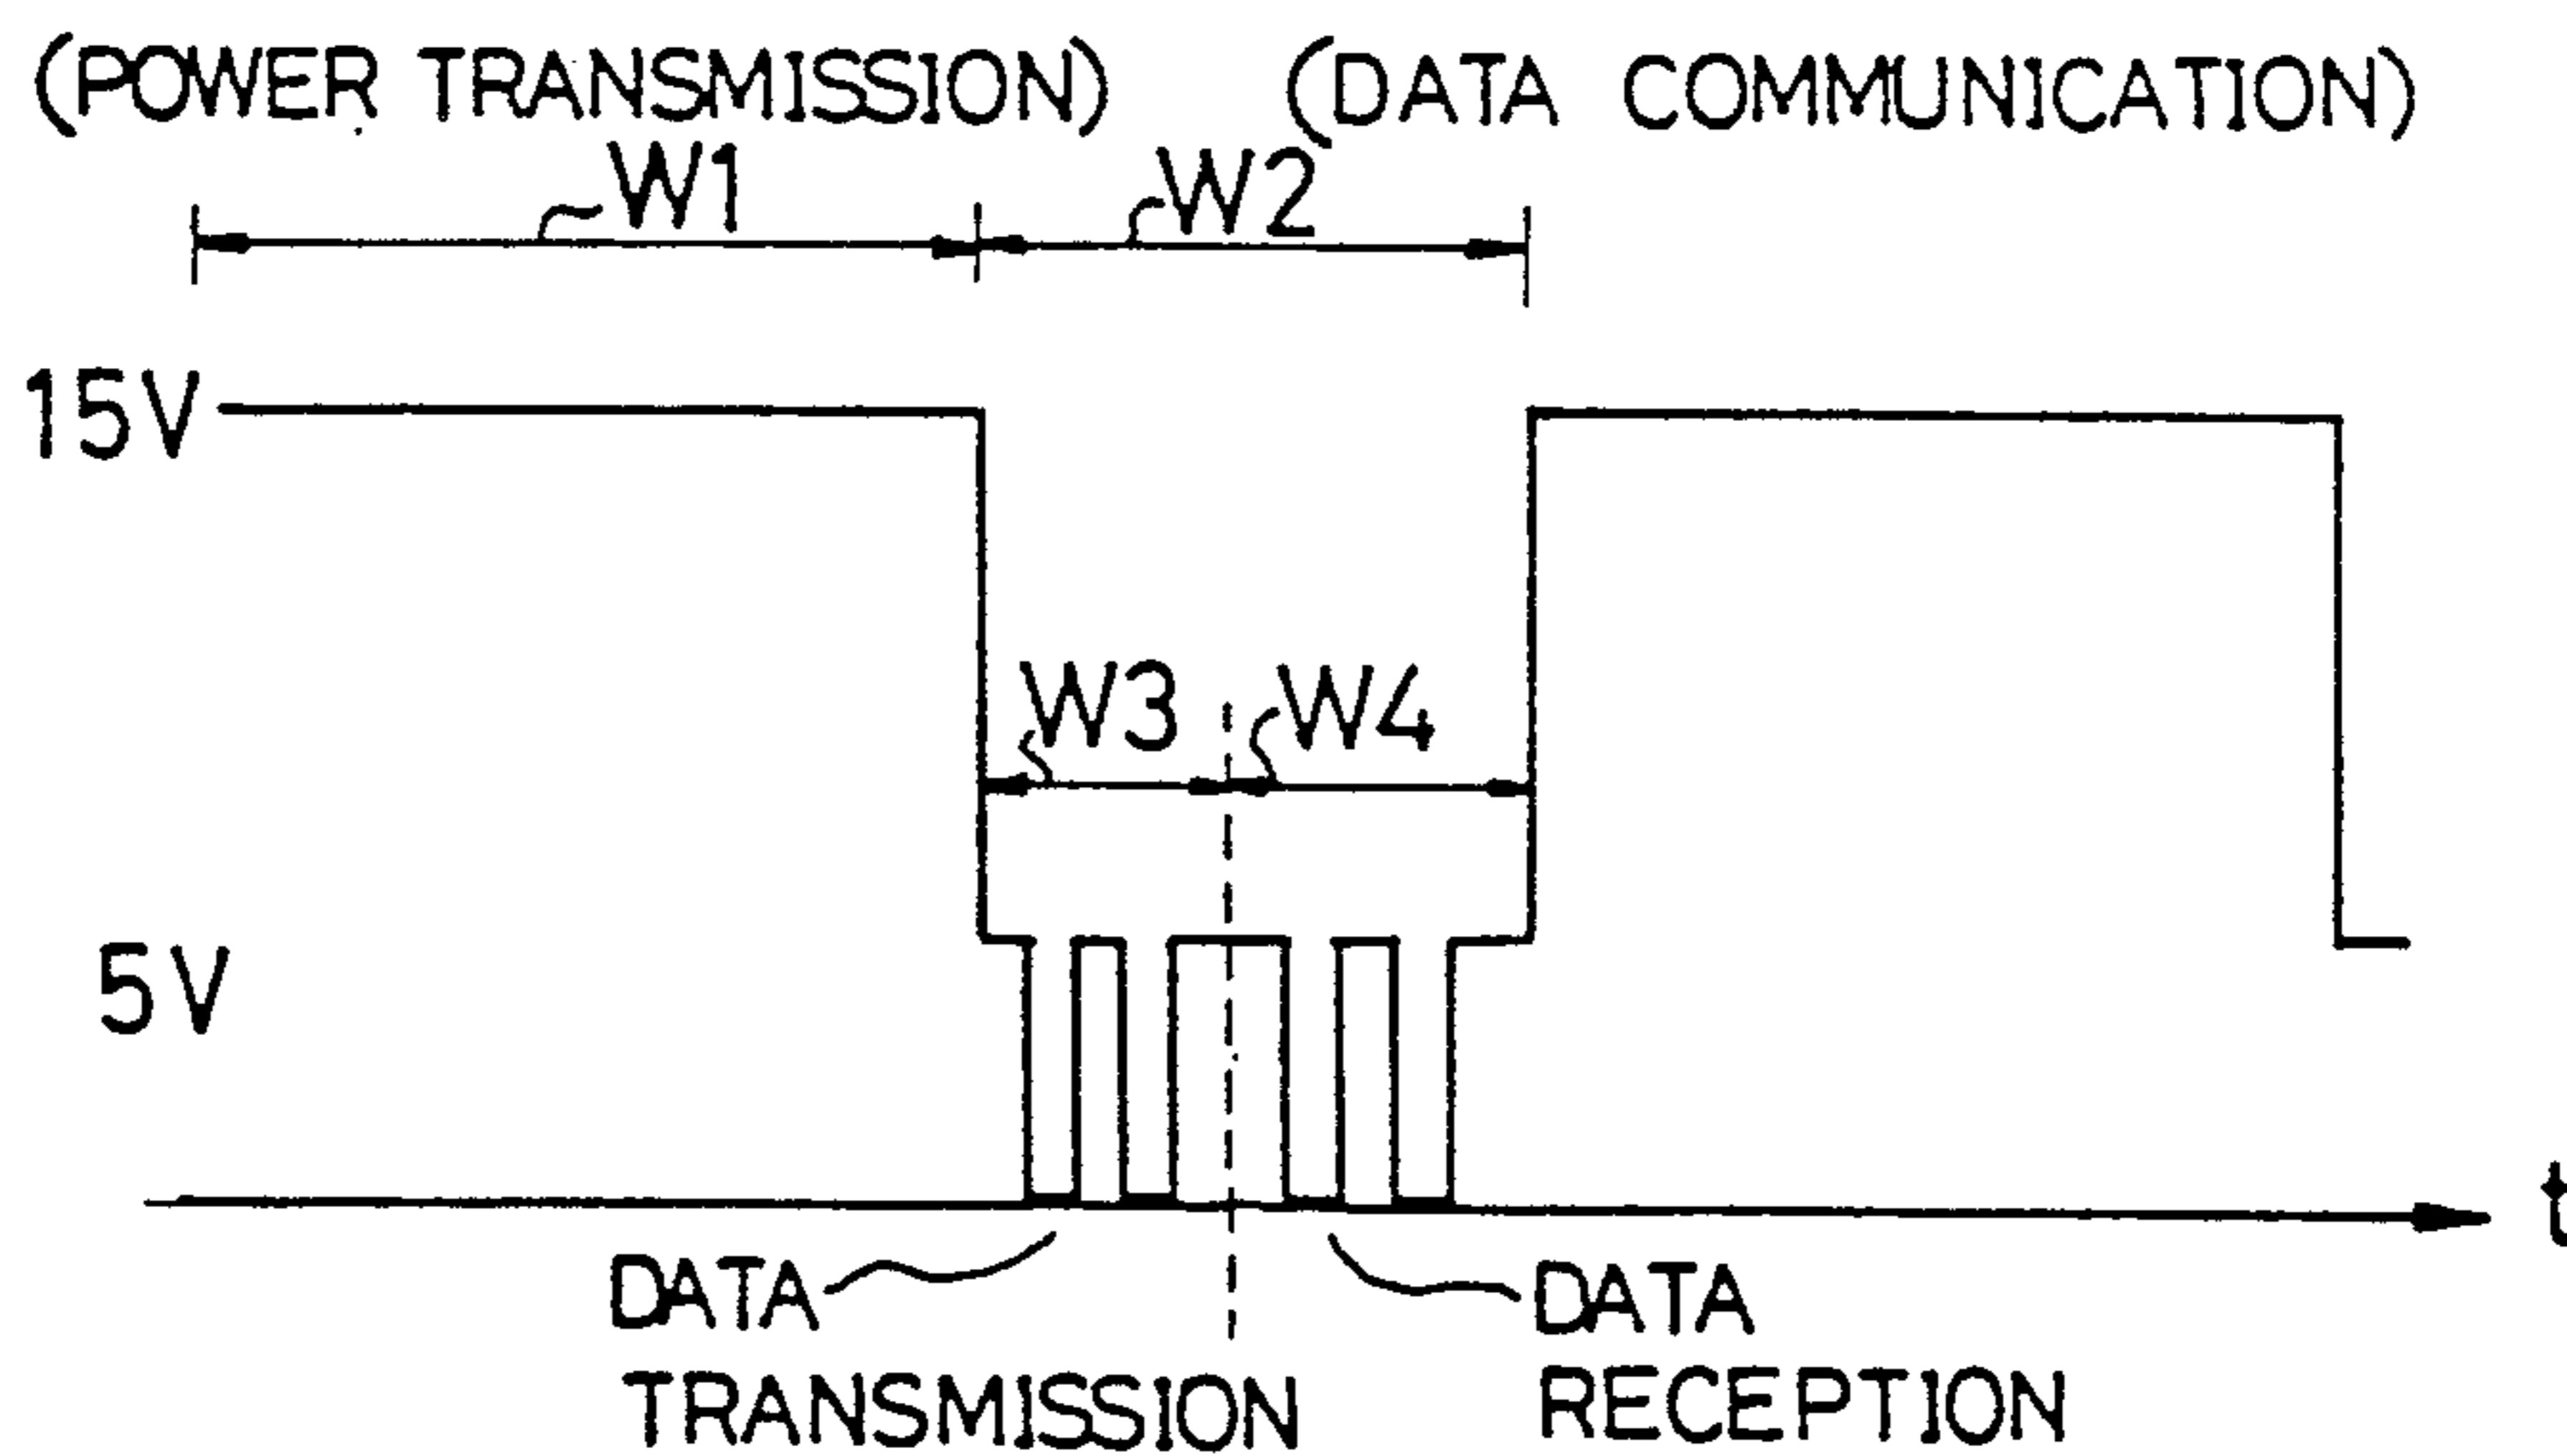 (POWER TRANSMISSION) (DATA COMMUNICATION)
W1 W2
15V
W3 W4
5V
t
DATA TRANSMISSION
DATA RECEPTION